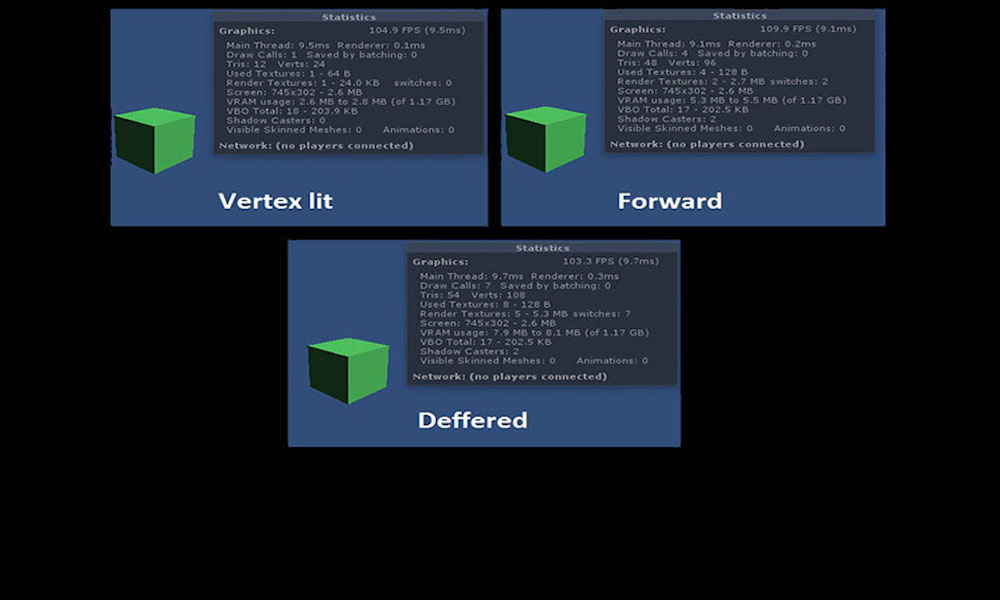 Statistics
Graphics: 104.9 FPS (9.5ms)
Main Thread: 9.5ms Renderer: 0.1ms
Draw Calls: 1 Saved by batching: 0
Tris: 12 Verts: 24
Used Textures: 1 - 64 B
Render Textures: 1 - 24.0 KB switches: 0
Screen: 745x302 - 2.6 MB
VRAM usage: 2.6 MB to 2.8 MB (of 1.17 GB)
VBO Total: 18 - 203.9 KB
Shadow Casters: 0
Visible Skinned Meshes: 0 Animations: 0
Network: (no players connected)
Vertex lit
Statistics
Graphics: 109.9 FPS (9.1ms)
Main Thread: 9.1ms Renderer: 0.2ms
Draw Calls: 4 Saved by batching: 0
Tris: 48 Verts: 96
Used Textures: 4 - 128 B
Render Textures: 2 - 2.7 MB switches: 2
Screen: 745x302 - 2.6 MB
VRAM usage: 5.3 MB to 5.5 MB (of 1.17 GB)
VBO Total: 17 - 202.5 KB
Shadow Casters: 2
Visible Skinned Meshes: 0 Animations: 0
Network: (no players connected)
Forward
Statistics
Graphics: 103.3 FPS (9.7ms)
Main Thread: 9.7ms Renderer: 0.3ms
Draw Calls: 7 Saved by batching: 0
Tris: 54 Verts: 108
Used Textures: 8 - 128 B
Render Textures: 5 - 5.3 MB switches: 7
Screen: 745x302 - 2.6 MB
VRAM usage: 7.9 MB to 8.1 MB (of 1.17 GB)
VBO Total: 17 - 202.5 KB
Shadow Casters: 2
Visible Skinned Meshes: 0 Animations: 0
Network: (no players connected)
Deffered